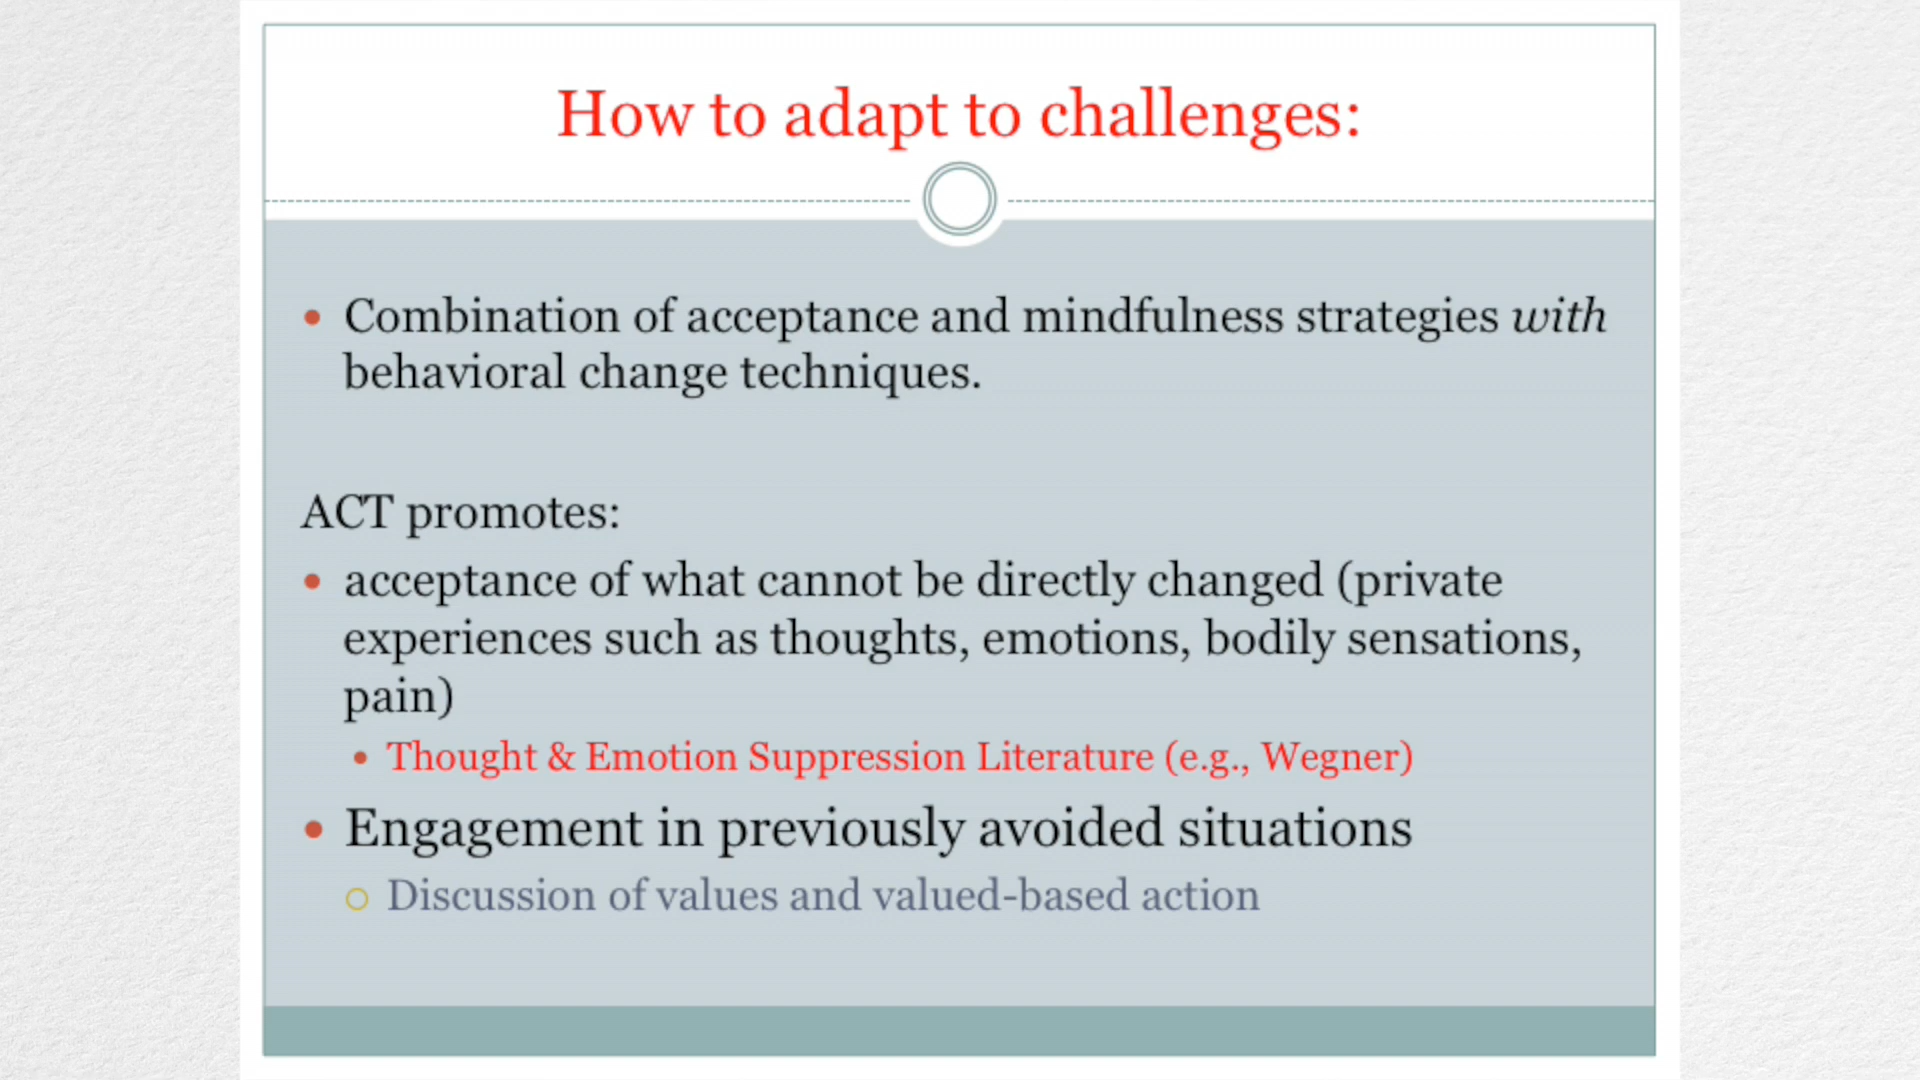 How to adapt to challenges:
• Combination of acceptance and mindfulness strategies with
behavioral change techniques.
ACT promotes:
• acceptance of what cannot be directly changed (private
experiences such as thoughts, emotions, bodily sensations,
pain)
• Thought & Emotion Suppression Literature (e.g., Wegner)
• Engagement in previously avoided situations
○ Discussion of values and valued-based action